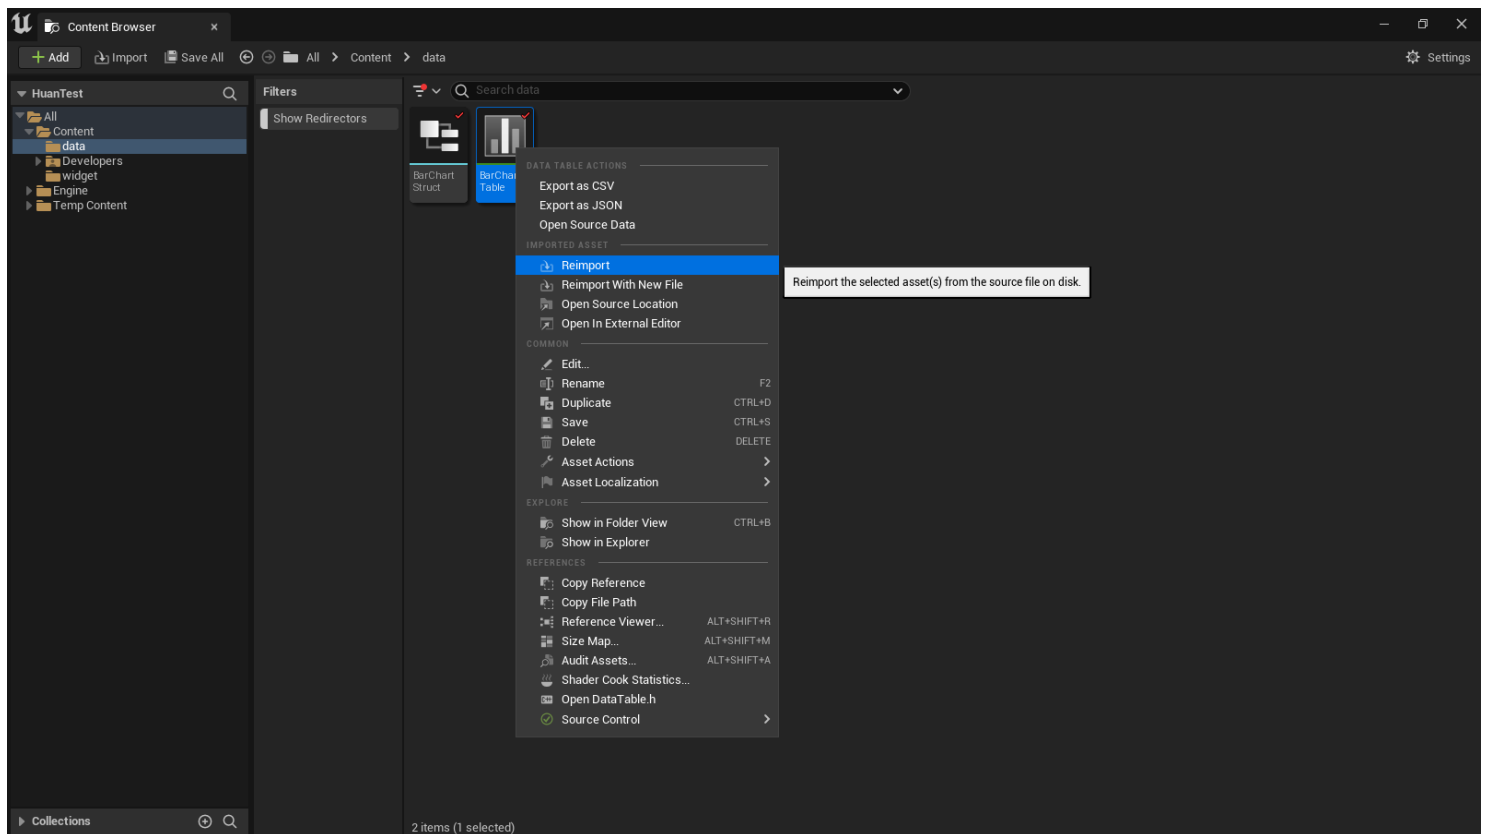 Content Browser
Add
Import
Save All
All
Content
data
Settings
HuanTest
All
Content
data
Developers
widget
Engine
Temp Content
Filters
Show Redirectors
Search data
BarChart
Struct
Table
DATA TABLE ACTIONS
Export as CSV
Export as JSON
Open Source Data
IMPORTED ASSET
Reimport
Reimport With New File
Open Source Location
Open In External Editor
Reimport the selected asset(s) from the source file on disk.
COMMON
Edit...
Rename F2
Duplicate CTRL+D
Save CTRL+S
Delete DELETE
Asset Actions
Asset Localization
EXPLORE
Show in Folder View CTRL+B
Show in Explorer
REFERENCES
Copy Reference
Copy File Path
Reference Viewer... ALT+SHIFT+R
Size Map... ALT+SHIFT+M
Audit Assets... ALT+SHIFT+A
Shader Cook Statistics...
Open DataTable.h
Source Control
Collections
2 items (1 selected)